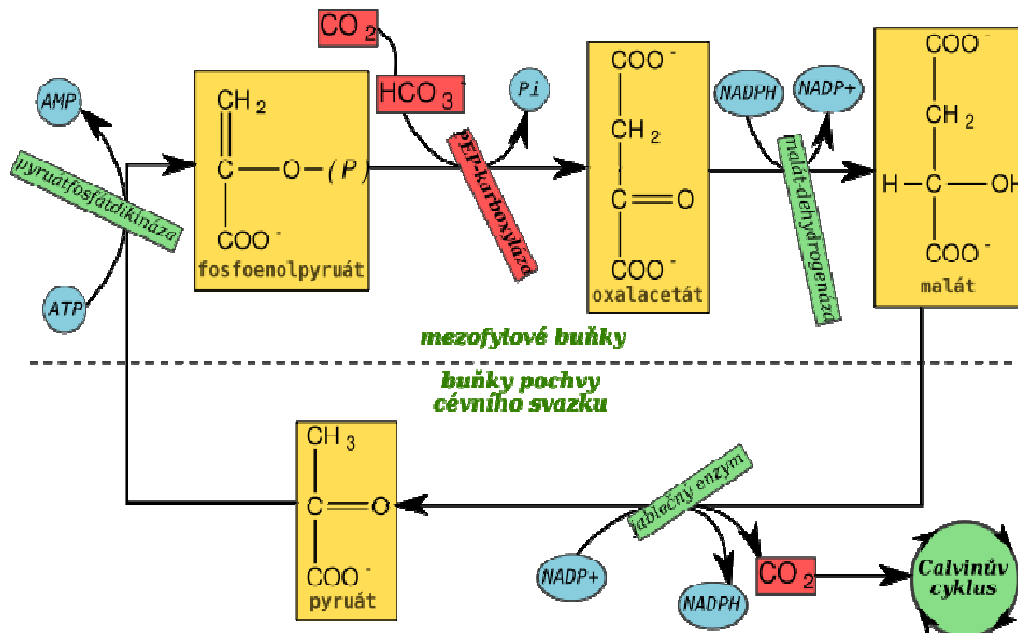 CO2
HCO3
AMP
pyruátfosfátdikináza
ATP
CH2
C
O
(P)
COO-
fosfoenolpyruát
PEP-karboxyláza
Pi
COO-
CH2
C
O
COO-
oxalacetát
NADPH
NADP+
malát-dehydrogenáza
COO-
CH2
H
C
OH
COO-
malát
mezofylové buňky
buňky pochvy
cévního svazku
CH3
C
O
COO-
pyruát
jablečný enzym
NADP+
NADPH
CO2
Calvinův
cyklus